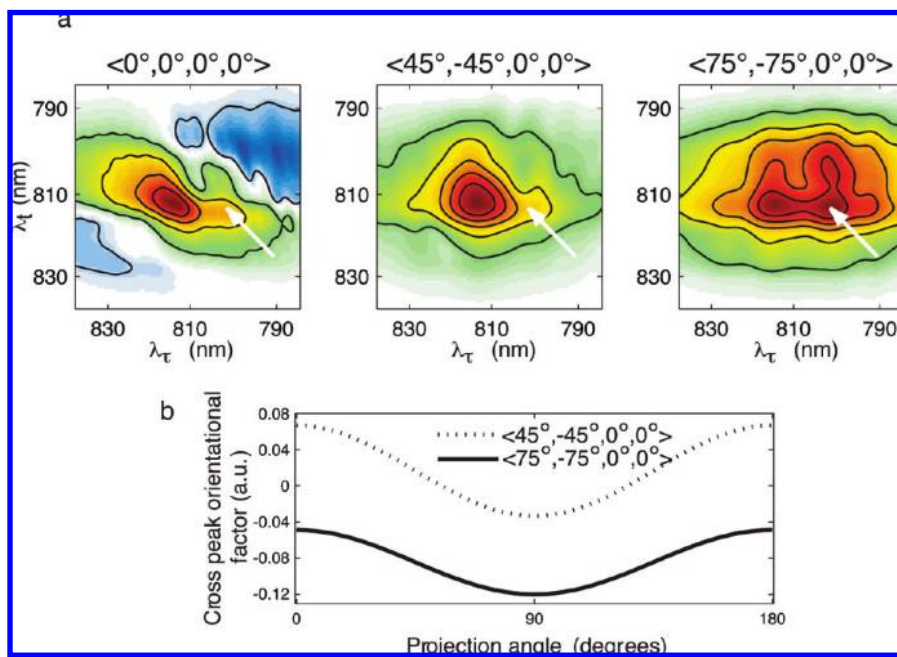 a
<0°,0°,0°,0°> <45°,-45°,0°,0°> <75°,-75°,0°,0°>
790 790 790
λt (nm)
810 810 810
830 830 830
830 810 790 830 810 790 830 810 790
λτ (nm) λτ (nm) λτ (nm)
b
Cross peak orientational
factor (a.u.)
0.08
0.04
0
-0.04
-0.08
-0.12
<45°,-45°,0°,0°>
<75°,-75°,0°,0°>
0 90 180
Projection angle (degrees)